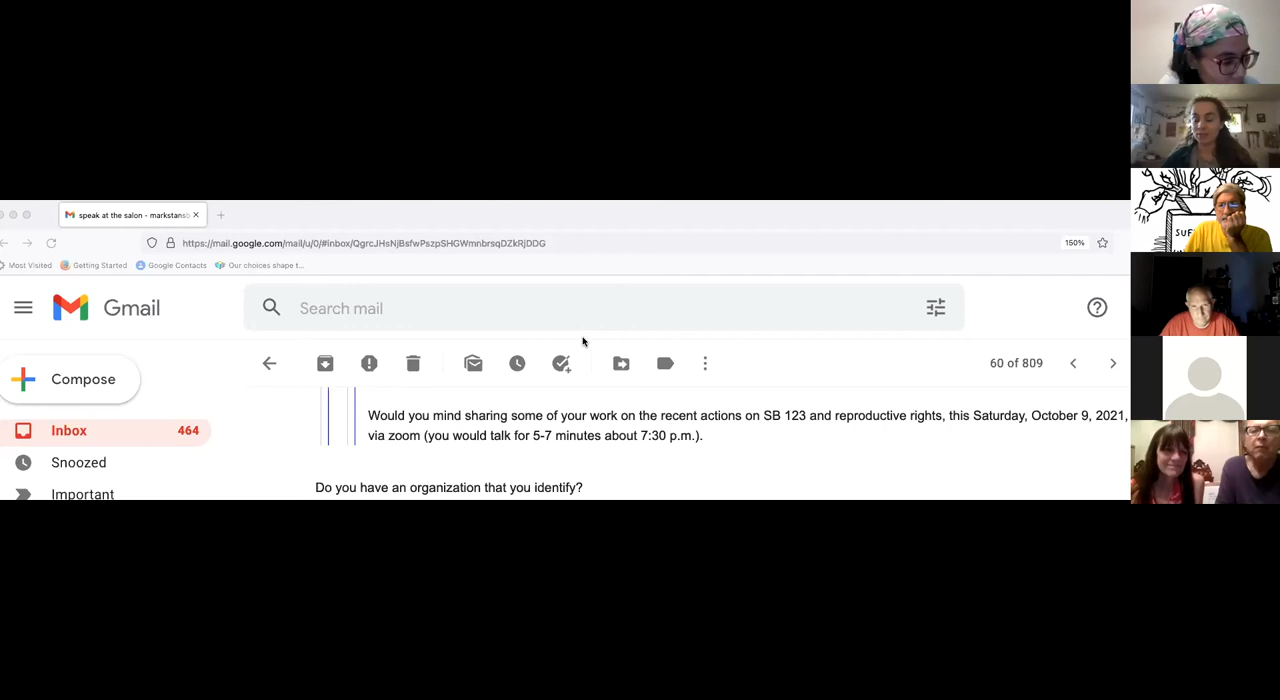 speak at the salon - markstansb
https://mail.google.com/mail/u/0/#inbox/QgrcJHsNjBsfwPszpSHGWmnbrsqDZkRjDDG
150%
Most Visited
Getting Started
Google Contacts
Our choices shape t...
Gmail
Search mail
Compose
60 of 809
Inbox
464
Would you mind sharing some of your work on the recent actions on SB 123 and reproductive rights, this Saturday, October 9, 2021,
via zoom (you would talk for 5-7 minutes about 7:30 p.m.).
Snoozed
Do you have an organization that you identify?
Important